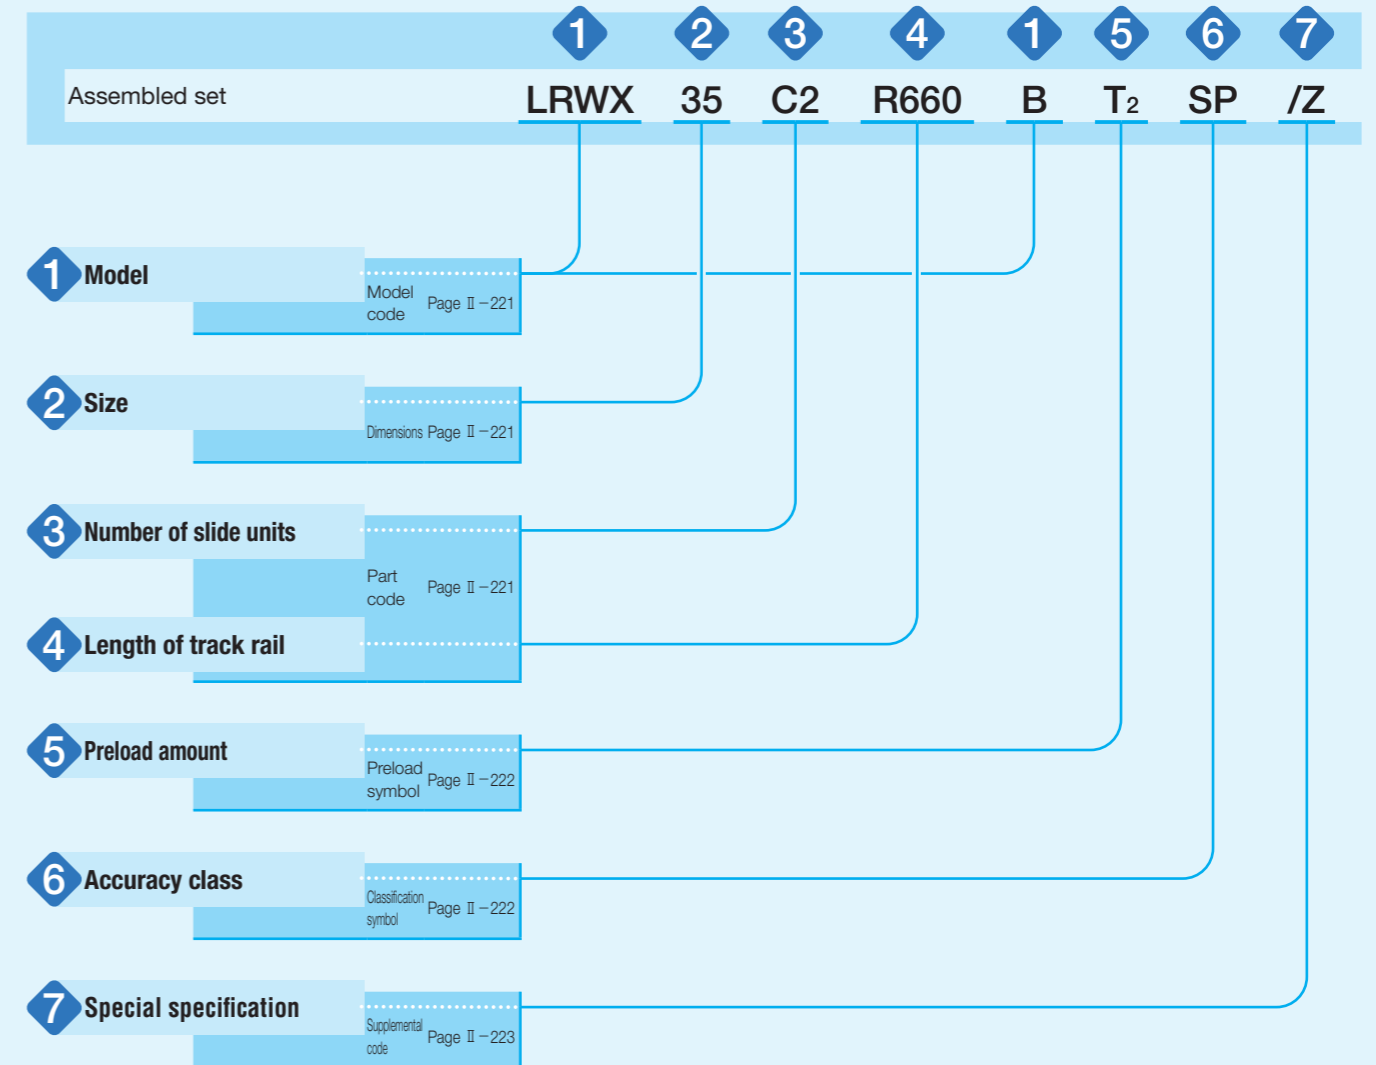 1 2 3 4 1 5 6 7
Assembled set LRWX 35 C2 R660 B T2 SP /Z
1 Model
Model code Page Ⅱ－221
2 Size
Dimensions Page Ⅱ－221
3 Number of slide units
Part code Page Ⅱ－221
4 Length of track rail
5 Preload amount
Preload symbol Page Ⅱ－222
6 Accuracy class
Classification symbol Page Ⅱ－222
7 Special specification
Supplemental code Page Ⅱ－223